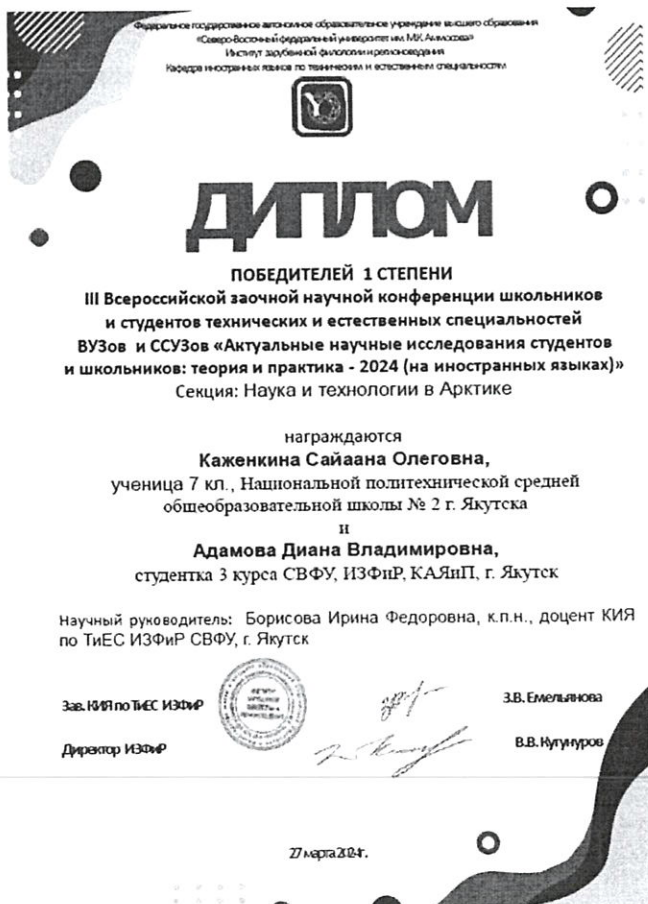 Федеральное государственное автономное образовательное учреждение высшего образования
«Северо-Восточный федеральный университет им. М.К. Аммосова»
Институт зарубежной филологии и регионоведения
Кафедра иностранных языков по техническим и естественным специальностям
ДИПЛОМ
ПОБЕДИТЕЛЕЙ 1 СТЕПЕНИ
III Всероссийской заочной научной конференции школьников
и студентов технических и естественных специальностей
ВУЗов и ССУЗов «Актуальные научные исследования студентов
и школьников: теория и практика - 2024 (на иностранных языках)»
Секция: Наука и технологии в Арктике
награждаются
Каженкина Сайаана Олеговна,
ученица 7 кл., Национальной политехнической средней
общеобразовательной школы № 2 г. Якутска
и
Адамова Диана Владимировна,
студентка 3 курса СВФУ, ИЗФиР, КАЯиП, г. Якутск
Научный руководитель: Борисова Ирина Федоровна, к.п.н., доцент КИЯ
по ТиЕС ИЗФиР СВФУ, г. Якутск
Зав. КИЯ по ТиЕС ИЗФиР
З.В. Емельянова
Директор ИЗФиР
В.В. Кугунуров
27 марта 2024 г.